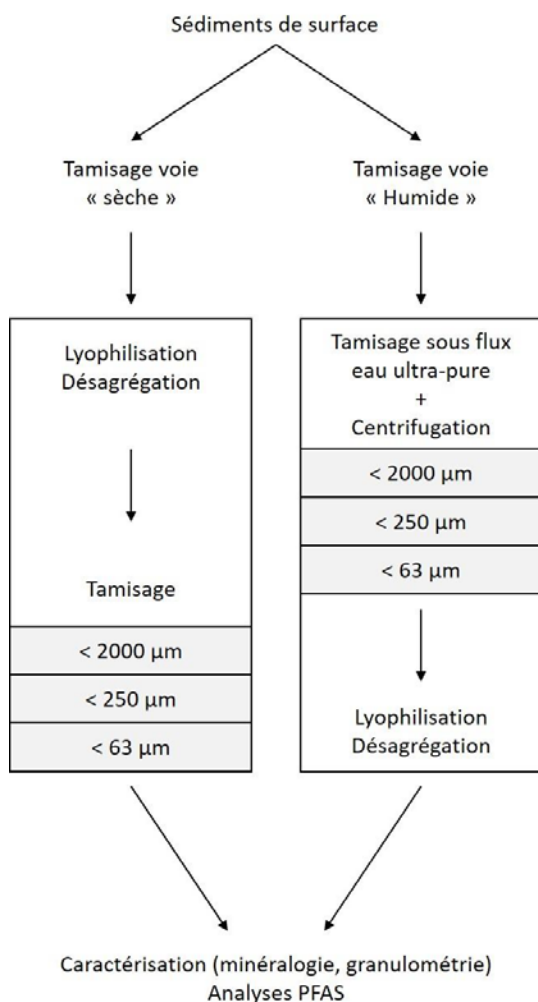 Sédiments de surface
Tamisage voie
« sèche »
Tamisage voie
« Humide »
Lyophilisation
Désagrégation
Tamisage
< 2000 µm
< 250 µm
< 63 µm
Tamisage sous flux
eau ultra-pure
+
Centrifugation
< 2000 µm
< 250 µm
< 63 µm
Lyophilisation
Désagrégation
Caractérisation (minéralogie, granulométrie)
Analyses PFAS